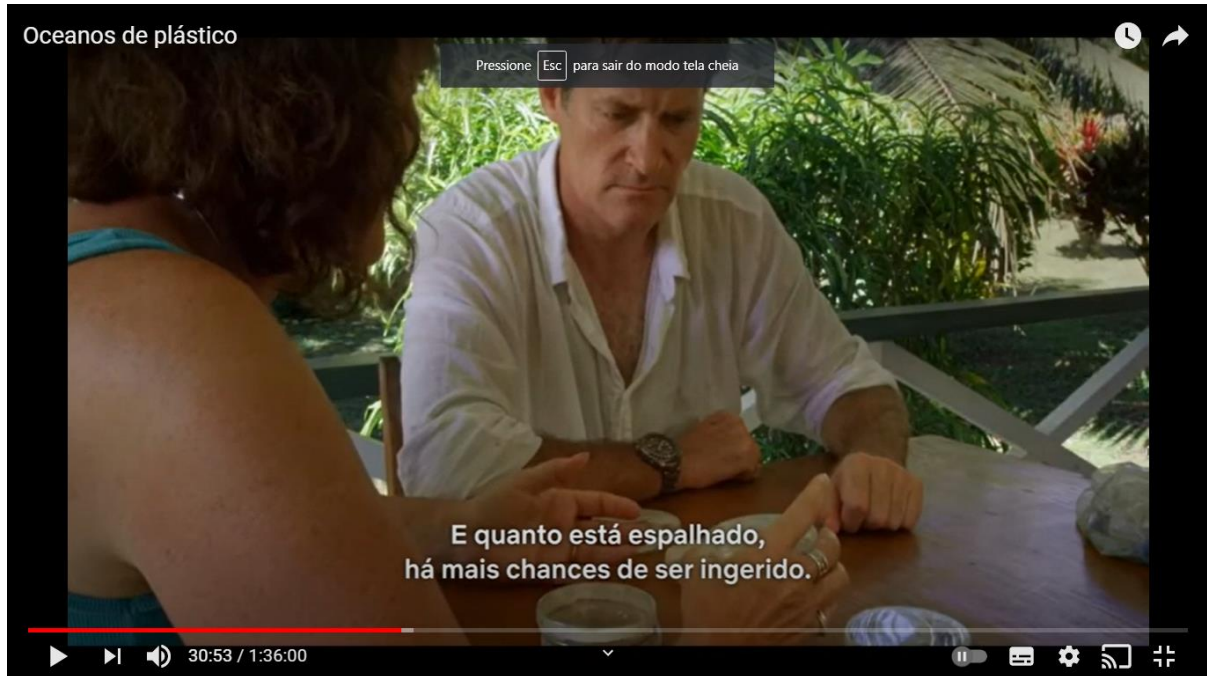 Oceanos de plástico
Pressione Esc para sair do modo tela cheia
E quanto está espalhado,
há mais chances de ser ingerido.
30:53 / 1:36:00